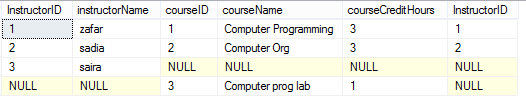 InstructorID instructorName courseID courseName courseCreditHours InstructorID
1 zafar 1 Computer Programming 3 1
2 sadia 2 Computer Org 3 2
3 saira NULL NULL NULL NULL
NULL NULL 3 Computer prog lab 1 NULL